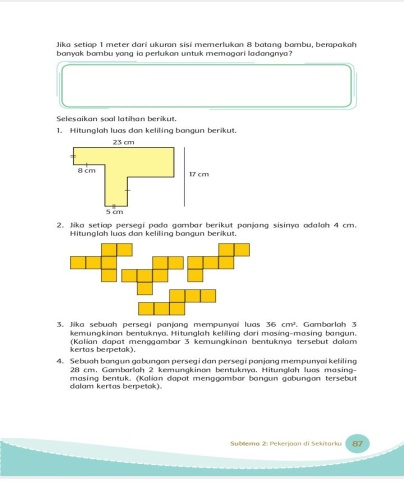 Jika setiap 1 meter dari ukuran sisi memerlukan 8 batang bambu, berapakah
banyak bambu yang ia perlukan untuk memagari ladangnya?
Selesaikan soal latihan berikut.
1. Hitunglah luas dan keliling bangun berikut.
23 cm
8 cm
17 cm
5 cm
2. Jika setiap persegi pada gambar berikut panjang sisinya adalah 4 cm.
Hitunglah luas dan keliling bangun berikut.
3. Jika sebuah persegi panjang mempunyai luas 36 cm². Gambarlah 3
kemungkinan bentuknya. Hitunglah keliling dari masing-masing bangun.
(Kalian dapat menggambar 3 kemungkinan bentuknya tersebut dalam
kertas berpetak).
4. Sebuah bangun gabungan persegi dan persegi panjang mempunyai keliling
28 cm. Gambarlah 2 kemungkinan bentuknya. Hitunglah luas masing-
masing bentuk. (Kalian dapat menggambar bangun gabungan tersebut
dalam kertas berpetak).
Subtema 2: Pekerjaan di Sekitarku 87